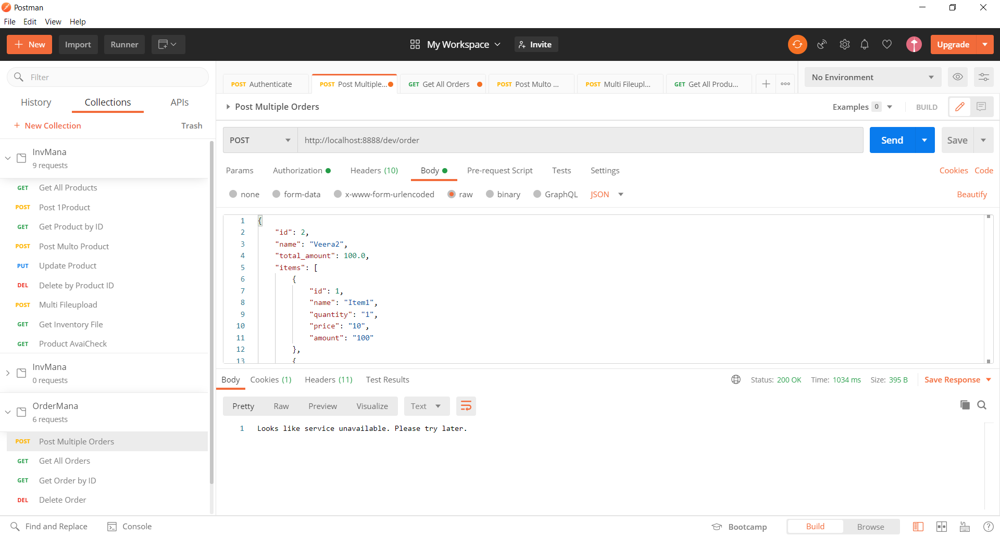 Postman
File Edit View Help
New Import Runner My Workspace Invite Upgrade
Filter
History Collections APIs
New Collection Trash
InvMana
9 requests
GET Get All Products
POST Post 1Product
GET Get Product by ID
POST Post Multo Product
PUT Update Product
DEL Delete by Product ID
POST Multi Fileupload
GET Get Inventory File
GET Product AvaiCheck
InvMana
0 requests
OrderMana
6 requests
POST Post Multiple Orders
GET Get All Orders
GET Get Order by ID
DEL Delete Order
POST Authenticate POST Post Multiple... GET Get All Orders POST Post Multo ... POST Multi Fileupl... GET Get All Produ... No Environment
Post Multiple Orders Examples 0 BUILD
POST http://localhost:8888/dev/order Send Save
Params Authorization Headers (10) Body Pre-request Script Tests Settings Cookies Code
none form-data x-www-form-urlencoded raw binary GraphQL JSON Beautify
1 {
2 "id": 2,
3 "name": "Veera2",
4 "total_amount": 100.0,
5 "items": [
6 {
7 "id": 1,
8 "name": "Item1",
9 "quantity": "1",
10 "price": "10",
11 "amount": "100"
12 },
13 {
Body Cookies (1) Headers (11) Test Results Status: 200 OK Time: 1034 ms Size: 395 B Save Response
Pretty Raw Preview Visualize Text
1 Looks like service unavailable. Please try later.
Find and Replace Console Bootcamp Build Browse